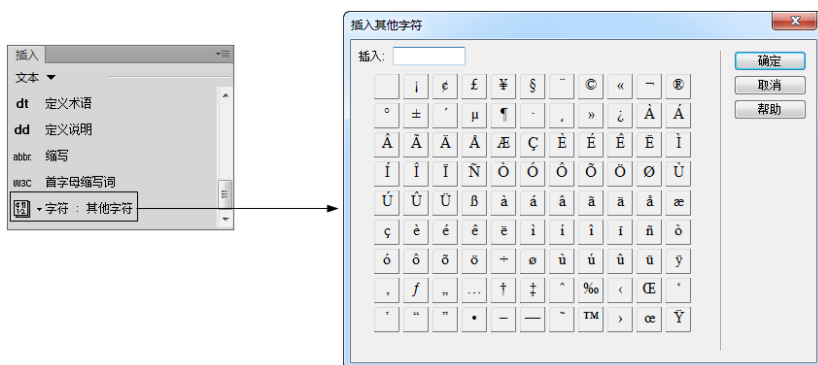 插入
文本
dt 定义术语
dd 定义说明
abbr. 缩写
W3C 首字母缩写词
字符 : 其他字符
插入其他字符
插入:
确定
取消
帮助
¡ ¢ £ ¥ § ¨ © « ¬ ®
° ± ´ µ ¶ · ¸ » ¿ À Á
Â Ã Ä Å Æ Ç È É Ê Ë Ì
Í Î Ï Ñ Ò Ó Ô Õ Ö Ø Ù
Ú Û Ü ß à á â ã ä å æ
ç è é ê ë ì í î ï ñ ò
ó ô õ ö ÷ ø ù ú û ü ÿ
‚ ƒ „ … † ‡ ˆ ‰ ‹ Œ ‘
’ “ ” • – — ˜ ™ › œ Ÿ